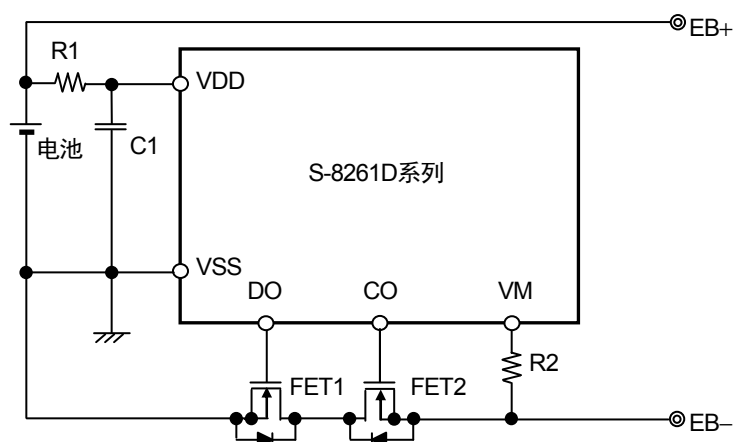 EB+
R1
VDD
电池
C1
S-8261D系列
VSS
DO
CO
VM
R2
FET1
FET2
EB−